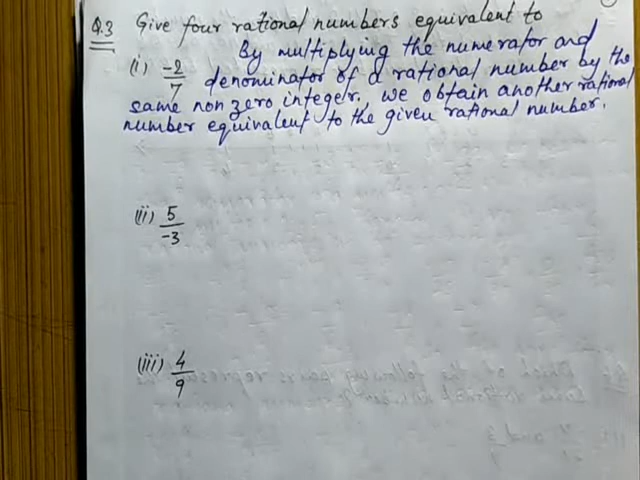 Q.3 Give four rational numbers equivalent to
By multiplying the numerator and
(i) -2/7 denominator of a rational number by the
same non zero integer, we obtain another rational
number equivalent to the given rational number.
(ii) 5/-3
(iii) 4/9